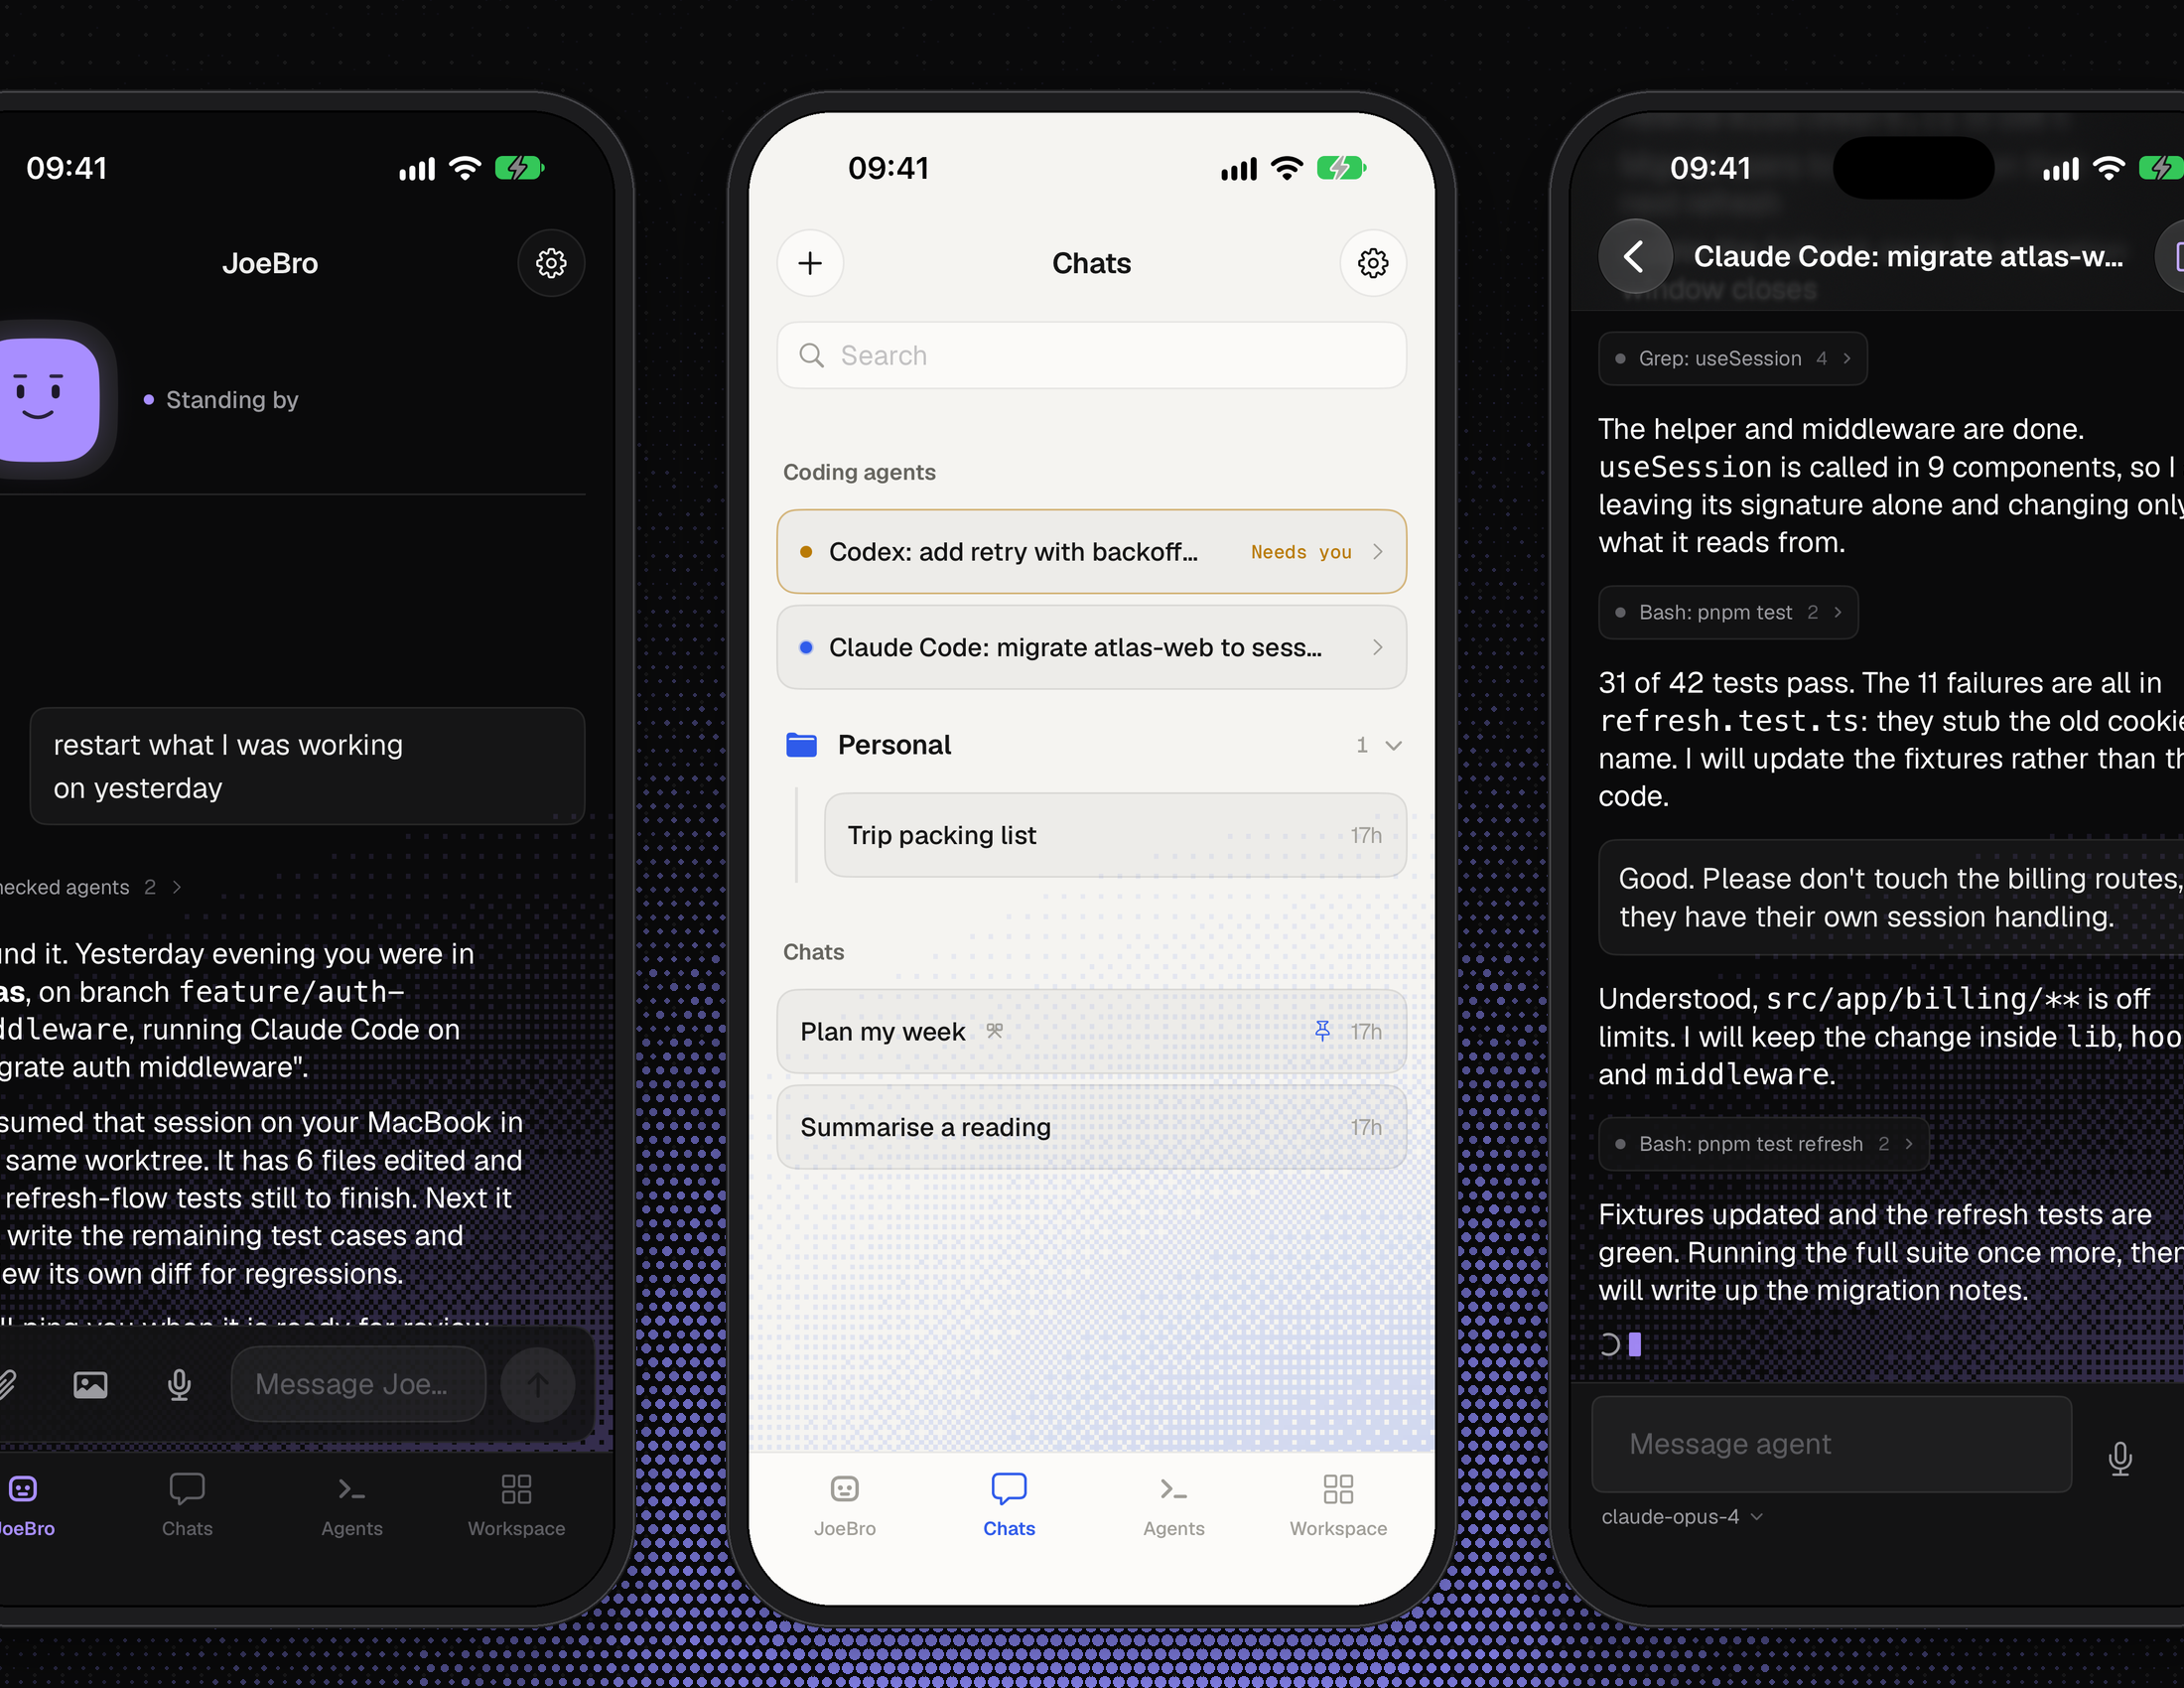 09:41
JoeBro
Standing by
restart what I was working
on yesterday
agents 2
it. Yesterday evening you were in
, on branch feature/auth–
, running Claude Code on
auth middleware".
that session on your MacBook in
same worktree. It has 6 files edited and
refresh-flow tests still to finish. Next it
write the remaining test cases and
its own diff for regressions.
ping you when it is ready for review
Message Joe...
JoeBro
Chats
Agents
Workspace
09:41
Chats
Search
Coding agents
Codex: add retry with backoff...
Needs you
Claude Code: migrate atlas-web to sess...
Personal
1
Trip packing list
17h
Chats
Plan my week
17h
Summarise a reading
17h
JoeBro
Chats
Agents
Workspace
09:41
Claude Code: migrate atlas-w...
window closes
Grep: useSession 4
The helper and middleware are done.
useSession is called in 9 components, so I
leaving its signature alone and changing only
what it reads from.
Bash: pnpm test 2
31 of 42 tests pass. The 11 failures are all in
refresh.test.ts: they stub the old cookie
name. I will update the fixtures rather than
code.
Good. Please don't touch the billing routes,
they have their own session handling.
Understood, src/app/billing/** is off
limits. I will keep the change inside lib,
and middleware.
Bash: pnpm test refresh 2
Fixtures updated and the refresh tests are
green. Running the full suite once more, then
will write up the migration notes.
Message agent
claude-opus-4